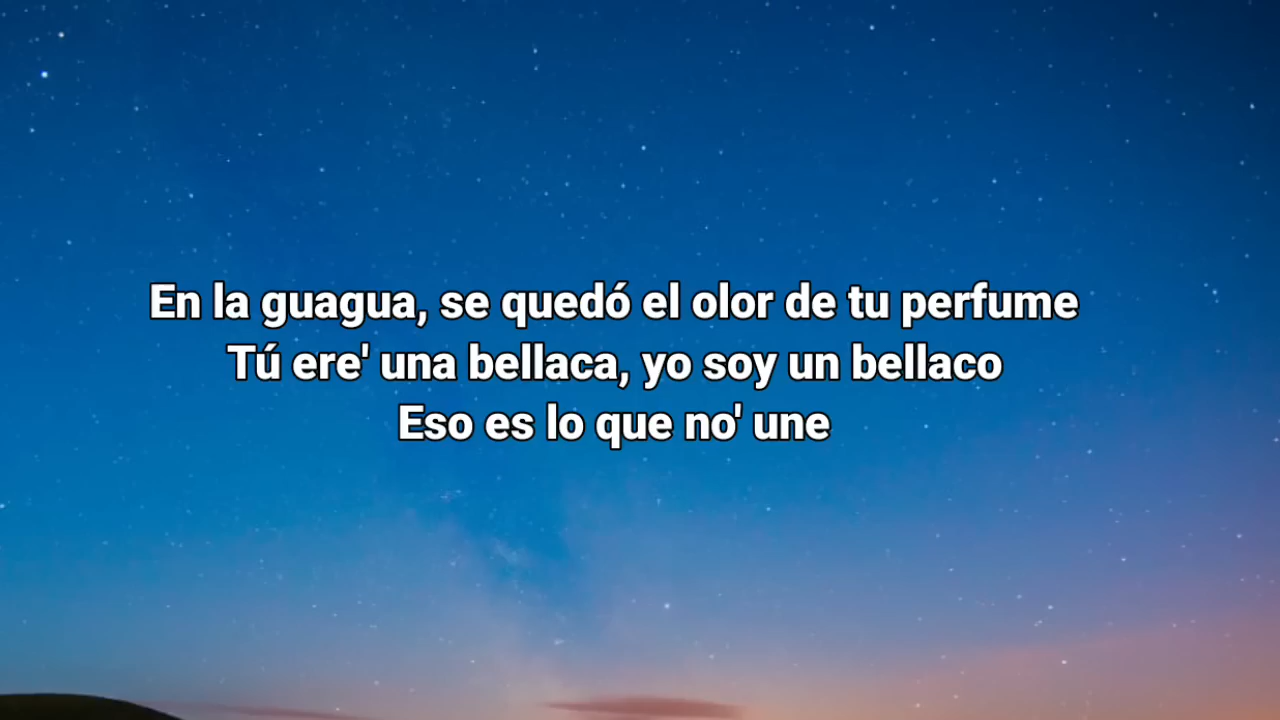 En la guagua, se quedó el olor de tu perfume
Tú ere' una bellaca, yo soy un bellaco
Eso es lo que no' une